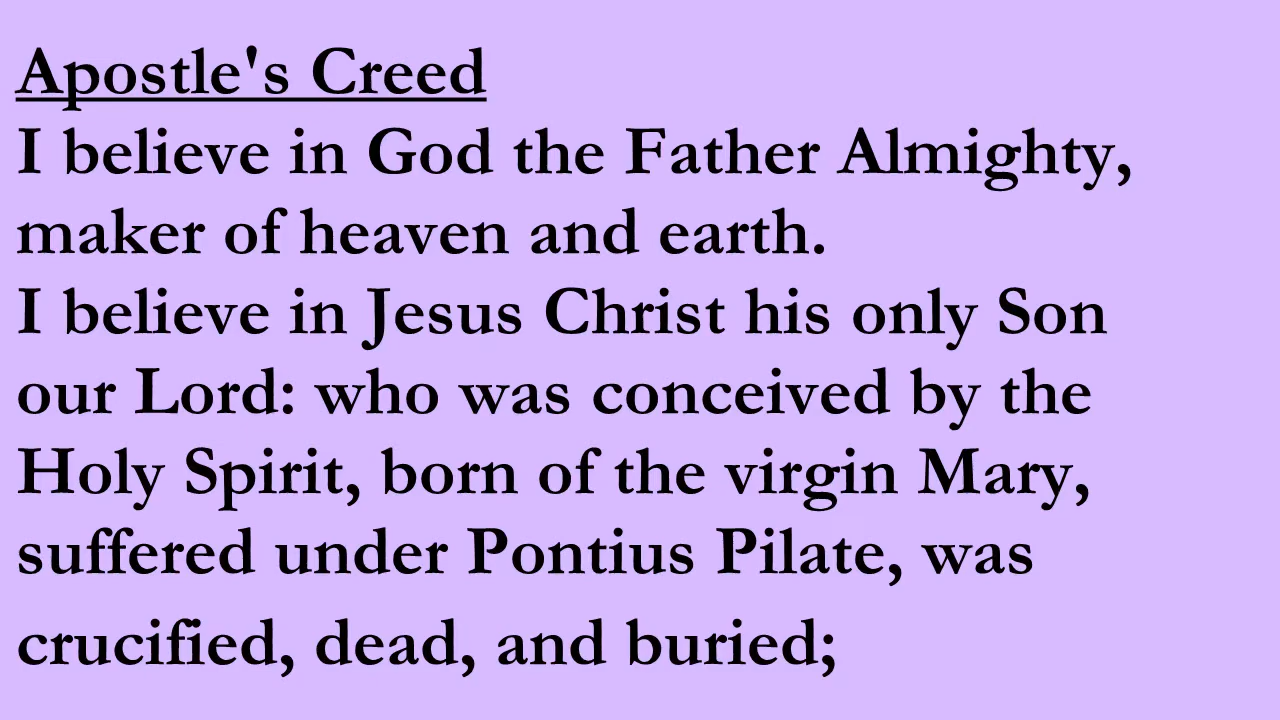 Apostle's Creed
I believe in God the Father Almighty,
maker of heaven and earth.
I believe in Jesus Christ his only Son
our Lord: who was conceived by the
Holy Spirit, born of the virgin Mary,
suffered under Pontius Pilate, was
crucified, dead, and buried;